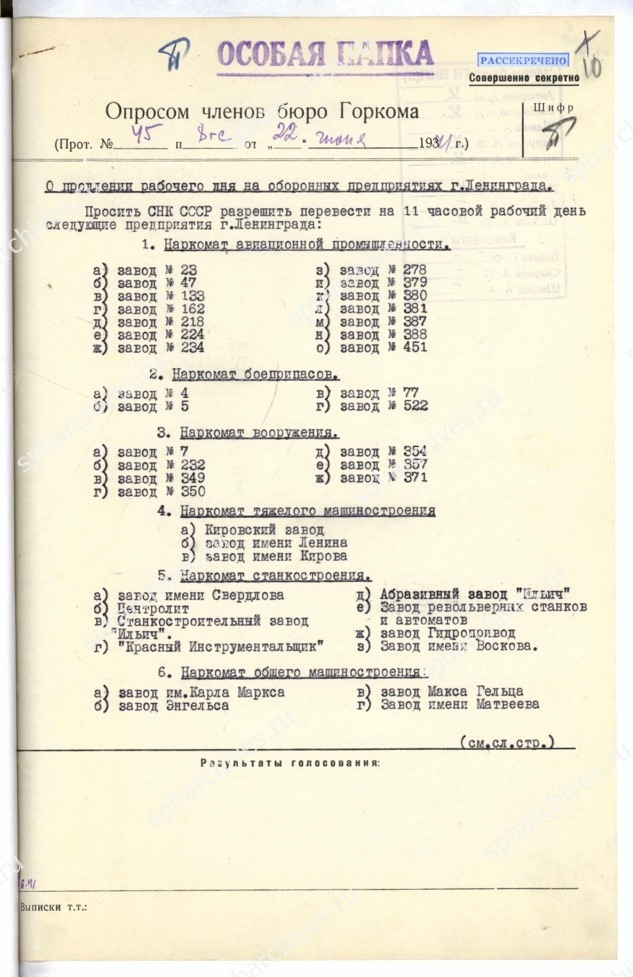 ОСОБАЯ ПАПКА
РАССЕКРЕЧЕНО
Совершенно секретно
10
Опросом членов бюро Горкома
Шифр
(Прот. № 45 п 8гс. от „22 • июня 1941 г.)
О продлении рабочего дня на оборонных предприятиях г.Ленинграда.
Просить СНК СССР разрешить перевести на 11 часовой рабочий день
следующие предприятия г.Ленинграда:
1. Наркомат авиационной промышленности.
а) завод № 23 з) завод № 278
б) завод № 47 и) завод № 379
в) завод № 133 к) завод № 380
г) завод № 162 л) завод № 381
д) завод № 218 м) завод № 387
е) завод № 224 н) завод № 388
ж) завод № 234 о) завод № 451
2. Наркомат боеприпасов.
а) завод № 4 в) завод № 77
б) завод № 5 г) завод № 522
3. Наркомат вооружения.
а) завод № 7 д) завод № 354
б) завод № 232 е) завод № 357
в) завод № 349 ж) завод № 371
г) завод № 350
4. Наркомат тяжелого машиностроения
а) Кировский завод
б) завод имени Ленина
в) завод имени Кирова
5. Наркомат станкостроения.
а) завод имени Свердлова д) Абразивный завод "Ильич"
б) Центролит е) Завод револьверных станков
в) Станкостроительный завод и автоматов
"Ильич". ж) завод Гидропривод
г) "Красный Инструментальщик" з) Завод имени Воскова.
6. Наркомат общего машиностроения:
а) завод им.Карла Маркса в) завод Макса Гельца
б) завод Энгельса г) Завод имени Матвеева
(см.сл.стр.)
Результаты голосования:
Выписки т.т.:
spbarchives.ru